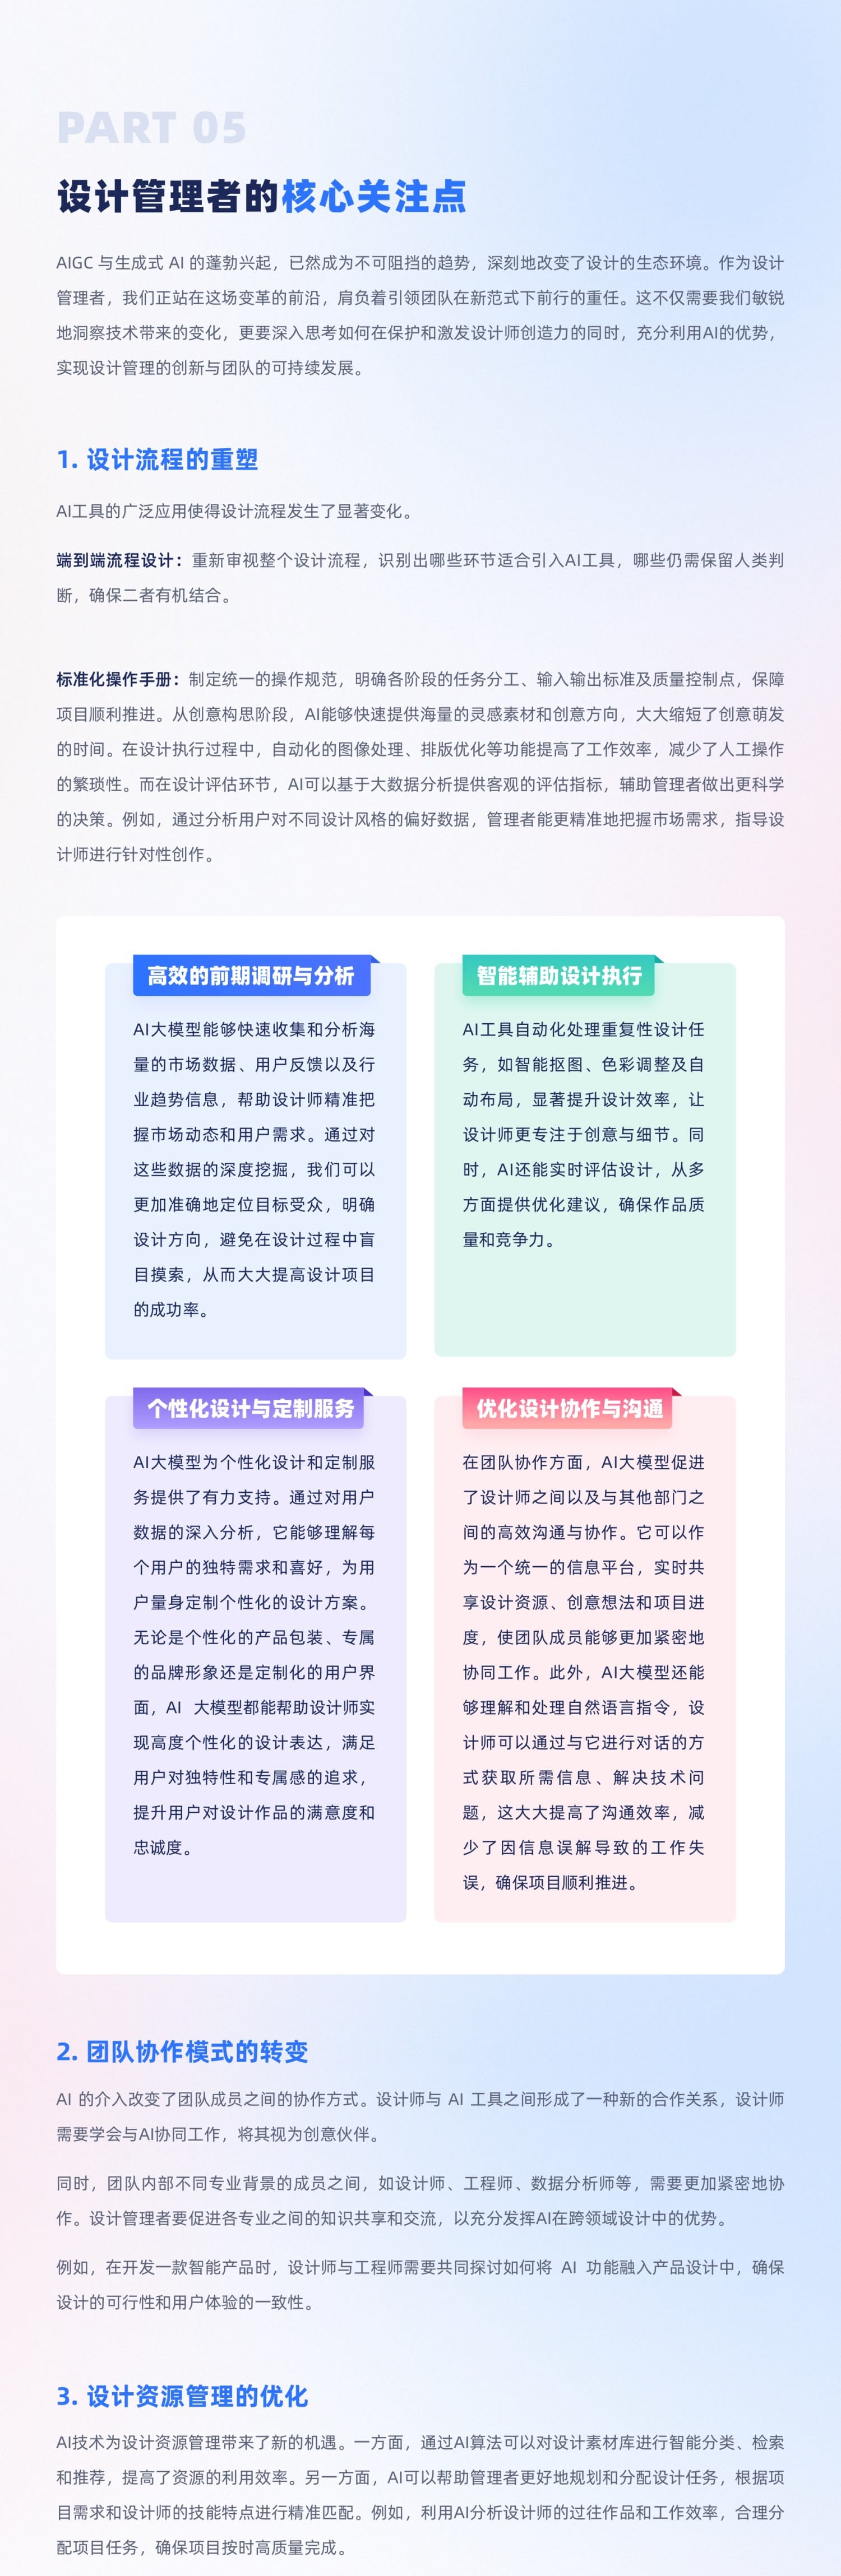 PART 05
设计管理者的核心关注点
AIGC 与生成式 AI 的蓬勃兴起，已然成为不可阻挡的趋势，深刻地改变了设计的生态环境。作为设计
管理者，我们正站在这场变革的前沿，肩负着引领团队在新范式下前行的重任。这不仅需要我们敏锐
地洞察技术带来的变化，更要深入思考如何在保护和激发设计师创造力的同时，充分利用AI的优势，
实现设计管理的创新与团队的可持续发展。
1. 设计流程的重塑
AI工具的广泛应用使得设计流程发生了显著变化。
端到端流程设计：重新审视整个设计流程，识别出哪些环节适合引入AI工具，哪些仍需保留人类判
断，确保二者有机结合。
标准化操作手册：制定统一的操作规范，明确各阶段的任务分工、输入输出标准及质量控制点，保障
项目顺利推进。从创意构思阶段，AI能够快速提供海量的灵感素材和创意方向，大大缩短了创意萌发
的时间。在设计执行过程中，自动化的图像处理、排版优化等功能提高了工作效率，减少了人工操作
的繁琐性。而在设计评估环节，AI可以基于大数据分析提供客观的评估指标，辅助管理者做出更科学
的决策。例如，通过分析用户对不同设计风格的偏好数据，管理者能更精准地把握市场需求，指导设
计师进行针对性创作。
高效的前期调研与分析
AI大模型能够快速收集和分析海
量的市场数据、用户反馈以及行
业趋势信息，帮助设计师精准把
握市场动态和用户需求。通过对
这些数据的深度挖掘，我们可以
更加准确地定位目标受众，明确
设计方向，避免在设计过程中盲
目摸索，从而大大提高设计项目
的成功率。
智能辅助设计执行
AI工具自动化处理重复性设计任
务，如智能抠图、色彩调整及自
动布局，显著提升设计效率，让
设计师更专注于创意与细节。同
时，AI还能实时评估设计，从多
方面提供优化建议，确保作品质
量和竞争力。
个性化设计与定制服务
AI大模型为个性化设计和定制服
务提供了有力支持。通过对用户
数据的深入分析，它能够理解每
个用户的独特需求和喜好，为用
户量身定制个性化的设计方案。
无论是个性化的产品包装、专属
的品牌形象还是定制化的用户界
面，AI 大模型都能帮助设计师实
现高度个性化的设计表达，满足
用户对独特性和专属感的追求，
提升用户对设计作品的满意度和
忠诚度。
优化设计协作与沟通
在团队协作方面，AI大模型促进
了设计师之间以及与其他部门之
间的高效沟通与协作。它可以作
为一个统一的信息平台，实时共
享设计资源、创意想法和项目进
度，使团队成员能够更加紧密地
协同工作。此外，AI大模型还能
够理解和处理自然语言指令，设
计师可以通过与它进行对话的方
式获取所需信息、解决技术问
题，这大大提高了沟通效率，减
少了因信息误解导致的工作失
误，确保项目顺利推进。
2. 团队协作模式的转变
AI 的介入改变了团队成员之间的协作方式。设计师与 AI 工具之间形成了一种新的合作关系，设计师
需要学会与AI协同工作，将其视为创意伙伴。
同时，团队内部不同专业背景的成员之间，如设计师、工程师、数据分析师等，需要更加紧密地协
作。设计管理者要促进各专业之间的知识共享和交流，以充分发挥AI在跨领域设计中的优势。
例如，在开发一款智能产品时，设计师与工程师需要共同探讨如何将 AI 功能融入产品设计中，确保
设计的可行性和用户体验的一致性。
3. 设计资源管理的优化
AI技术为设计资源管理带来了新的机遇。一方面，通过AI算法可以对设计素材库进行智能分类、检索
和推荐，提高了资源的利用效率。另一方面，AI可以帮助管理者更好地规划和分配设计任务，根据项
目需求和设计师的技能特点进行精准匹配。例如，利用AI分析设计师的过往作品和工作效率，合理分
配项目任务，确保项目按时高质量完成。